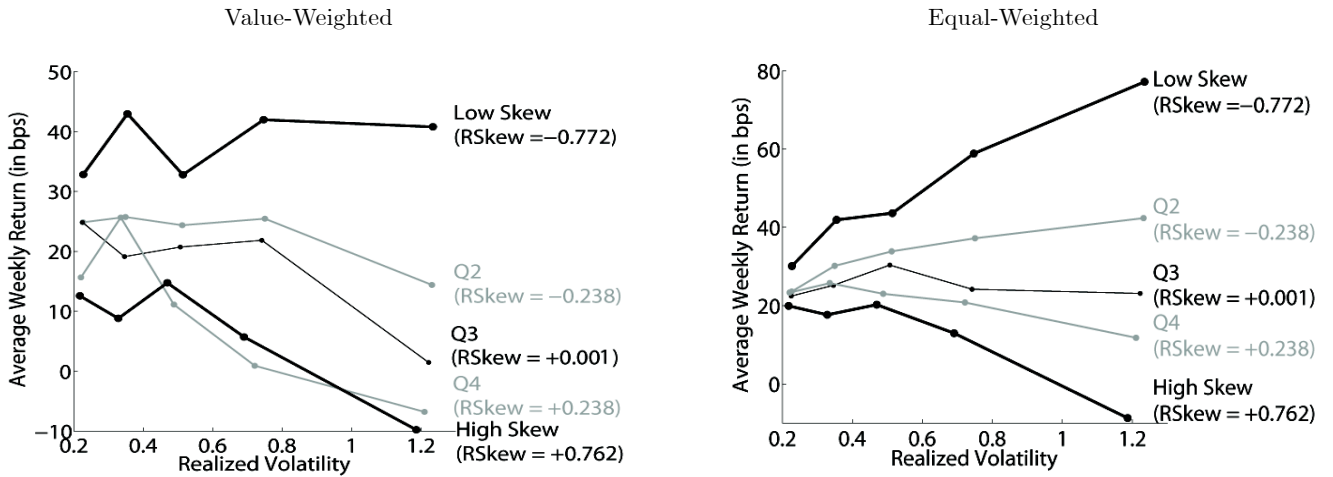 Value-Weighted
50
40
30
20
10
0
−10
Average Weekly Return (in bps)
0.2
0.4
0.6
0.8
1
1.2
Realized Volatility
Low Skew
(RSkew =−0.772)
Q2
(RSkew = −0.238)
Q3
(RSkew = +0.001)
Q4
(RSkew = +0.238)
High Skew
(RSkew = +0.762)
Equal-Weighted
80
60
40
20
0
Average Weekly Return (in bps)
0.2
0.4
0.6
0.8
1
1.2
Realized Volatility
Low Skew
(RSkew =−0.772)
Q2
(RSkew = −0.238)
Q3
(RSkew = +0.001)
Q4
(RSkew = +0.238)
High Skew
(RSkew = +0.762)